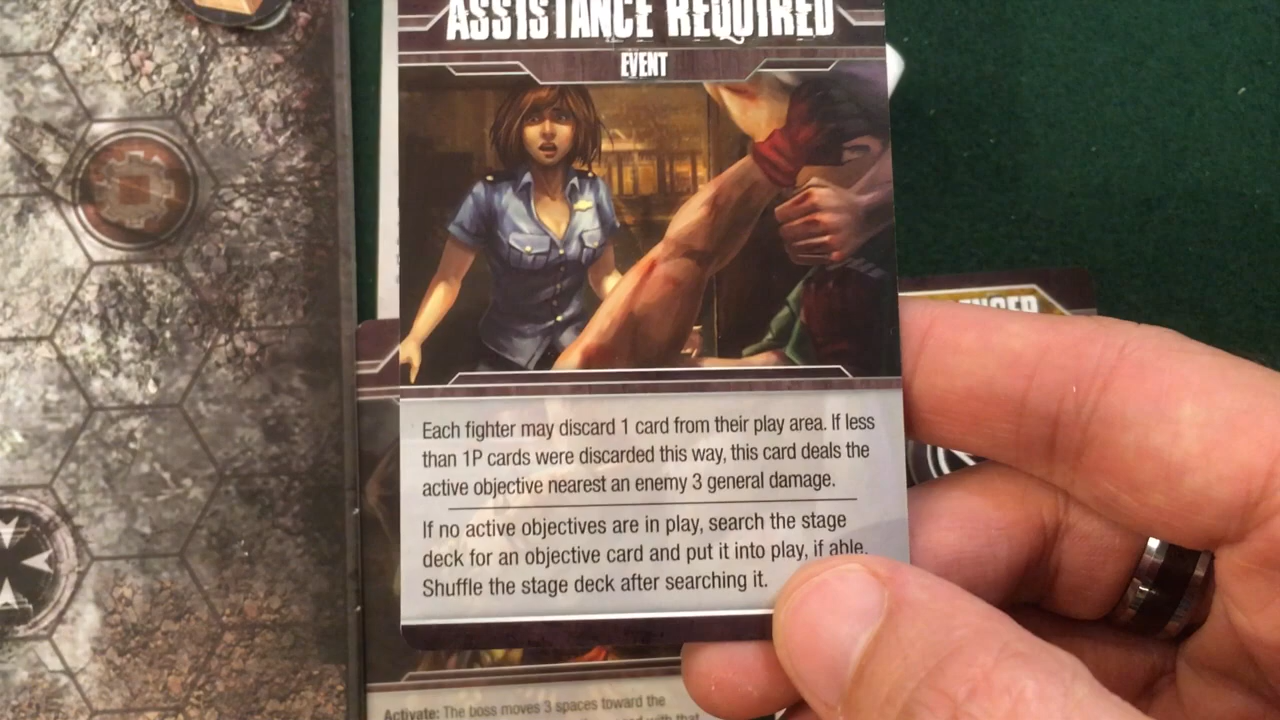 ASSISTANCE REQUIRED
EVENT
Each fighter may discard 1 card from their play area. If less
than 1P cards were discarded this way, this card deals the
active objective nearest an enemy 3 general damage.
If no active objectives are in play, search the stage
deck for an objective card and put it into play, if able.
Shuffle the stage deck after searching it.
Activate: The boss moves 3 spaces toward the